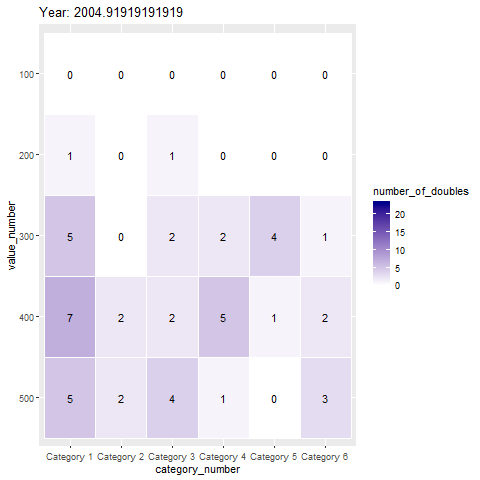 Year: 2004.91919191919
100 0 0 0 0 0 0
200 1 0 1 0 0 0
300 5 0 2 2 4 1
400 7 2 2 5 1 2
500 5 2 4 1 0 3
Category 1 Category 2 Category 3 Category 4 Category 5 Category 6
category_number
value_number
number_of_doubles
20
15
10
5
0